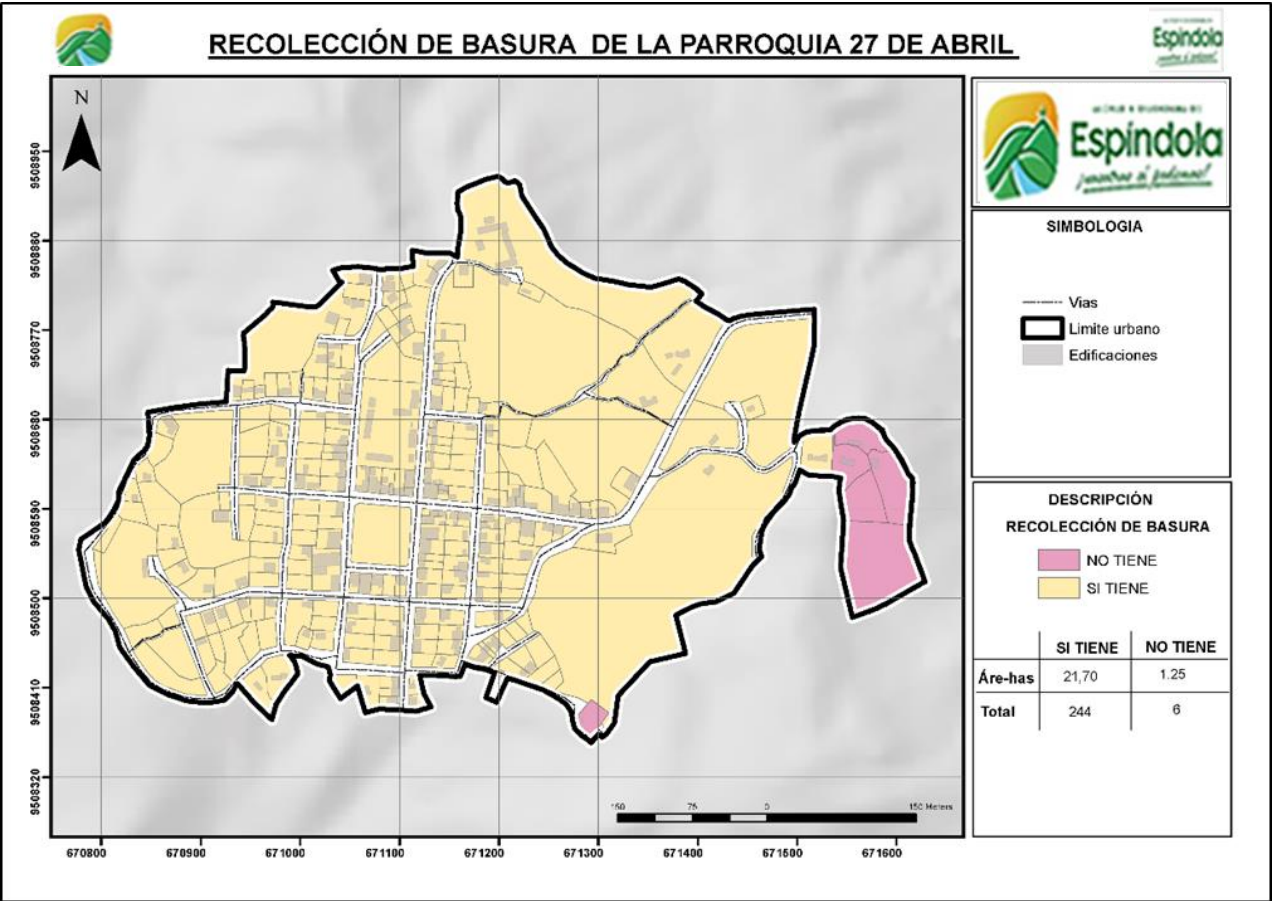 RECOLECCIÓN DE BASURA DE LA PARROQUIA 27 DE ABRIL
Espíndola
N
Espíndola
¡nosotros sí podemos!
SIMBOLOGIA
Vias
Limite urbano
Edificaciones
DESCRIPCIÓN
RECOLECCIÓN DE BASURA
NO TIENE
SI TIENE
SI TIENE NO TIENE
Áre-has 21,70 1.25
Total 244 6
9508950
9508880
9508770
9508680
9508590
9508500
9508410
9508320
150 75 0 150 Meters
670800 670900 671000 671100 671200 671300 671400 671500 671600